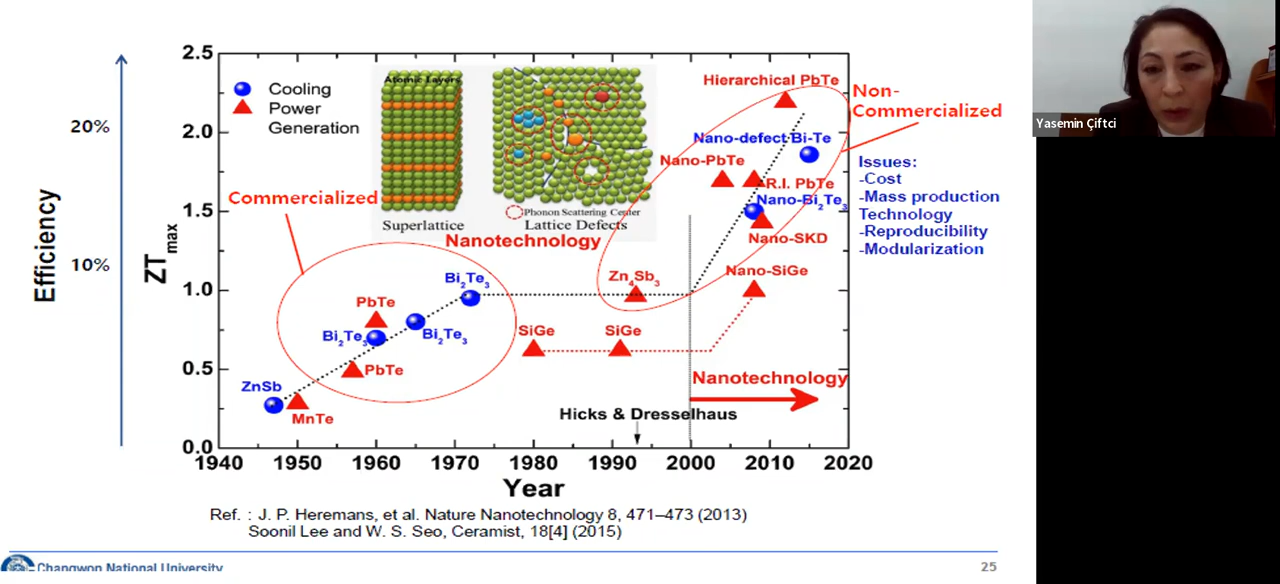 2.5
2.0
1.5
1.0
0.5
0.0
ZTmax
20%
10%
Efficiency
Cooling
Power
Generation
Commercialized
Atomic Layers
Superlattice
Phonon Scattering Center
Lattice Defects
Nanotechnology
Hierarchical PbTe
Non-
Commercialized
Nano-defect Bi-Te
Nano-PbTe
R.I. PbTe
Nano-Bi2Te3
Nano-SKD
Zn4Sb3
Nano-SiGe
Issues:
-Cost
-Mass production
Technology
-Reproducibility
-Modularization
Bi2Te3
PbTe
Bi2Te3
Bi2Te3
PbTe
SiGe
SiGe
ZnSb
MnTe
Nanotechnology
Hicks & Dresselhaus
1940 1950 1960 1970 1980 1990 2000 2010 2020
Year
Ref. : J. P. Heremans, et al. Nature Nanotechnology 8, 471–473 (2013)
Soonil Lee and W. S. Seo, Ceramist, 18[4] (2015)
Changwon National University
25
Yasemin Çiftci